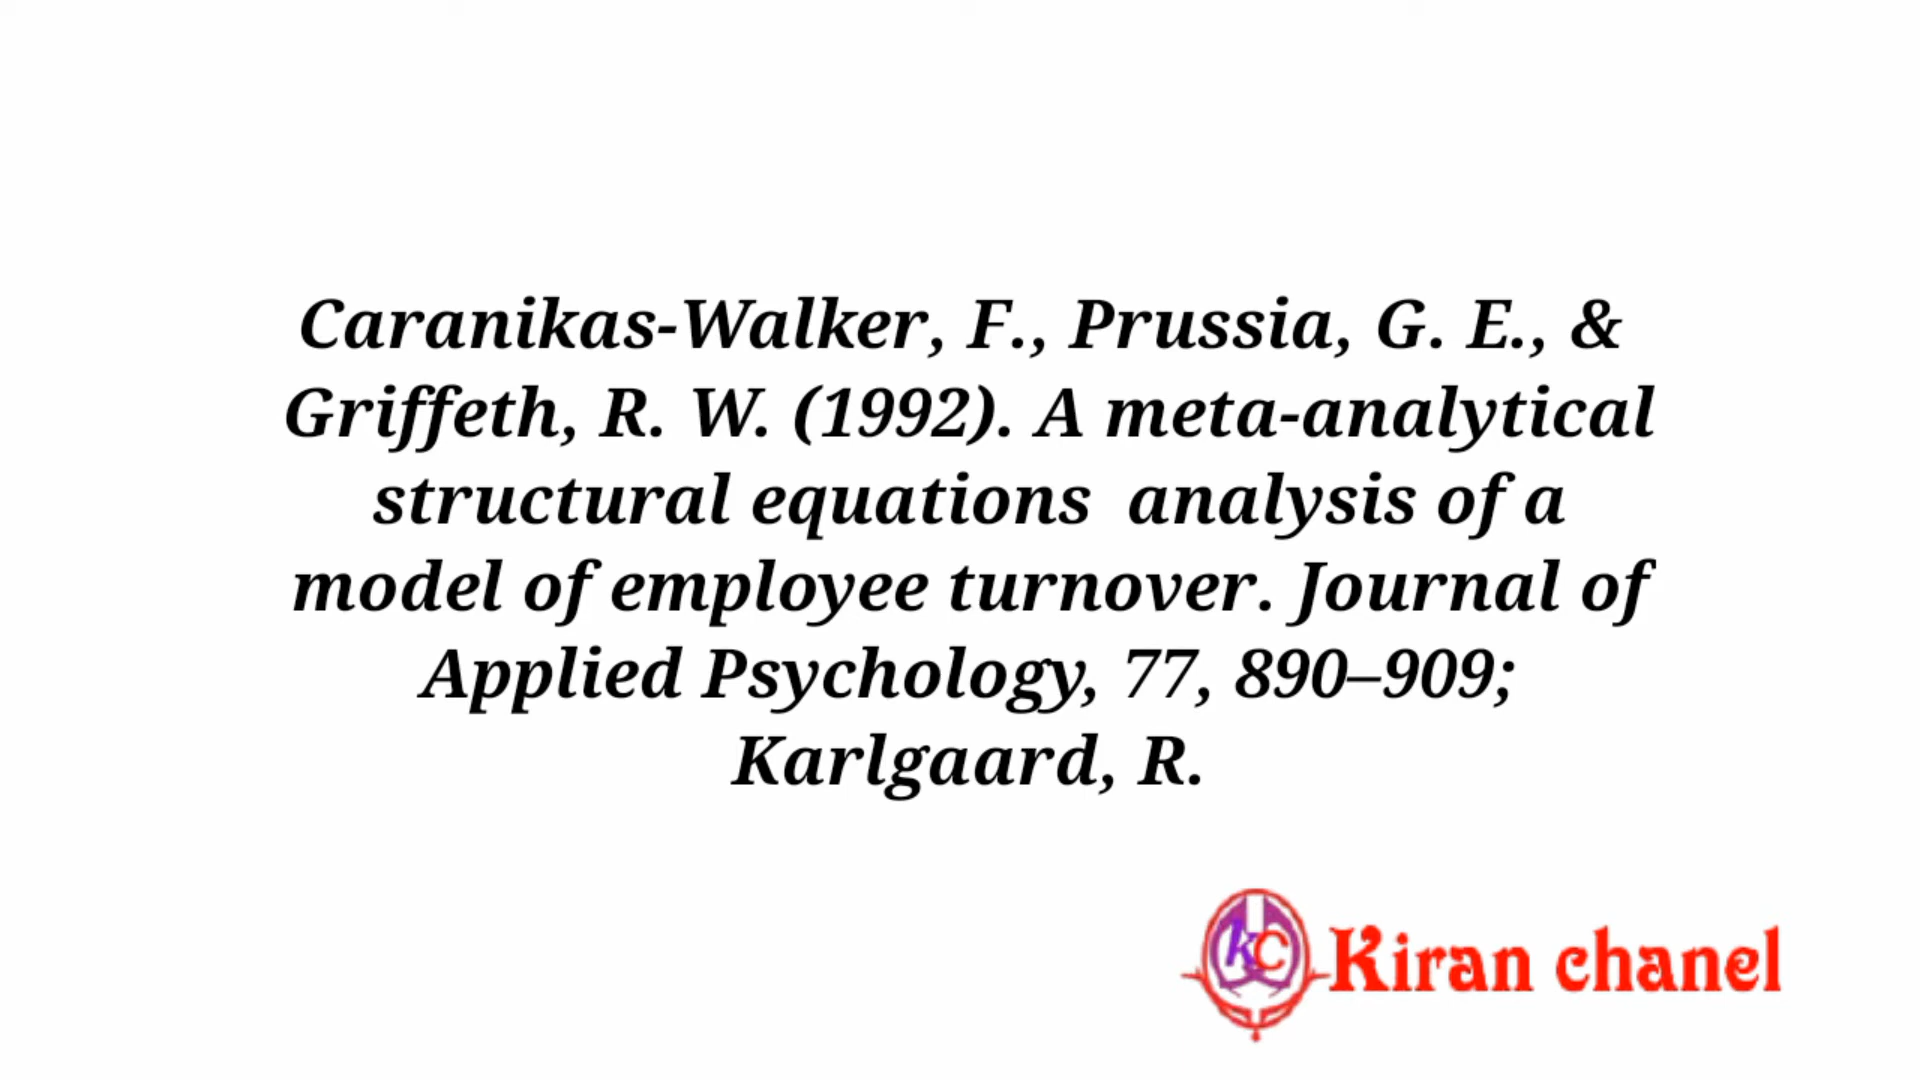 Caranikas-Walker, F., Prussia, G. E., &
Griffeth, R. W. (1992). A meta-analytical
structural equations  analysis of a
model of employee turnover. Journal of
Applied Psychology, 77, 890–909;
Karlgaard, R.
kc
Kiran chanel